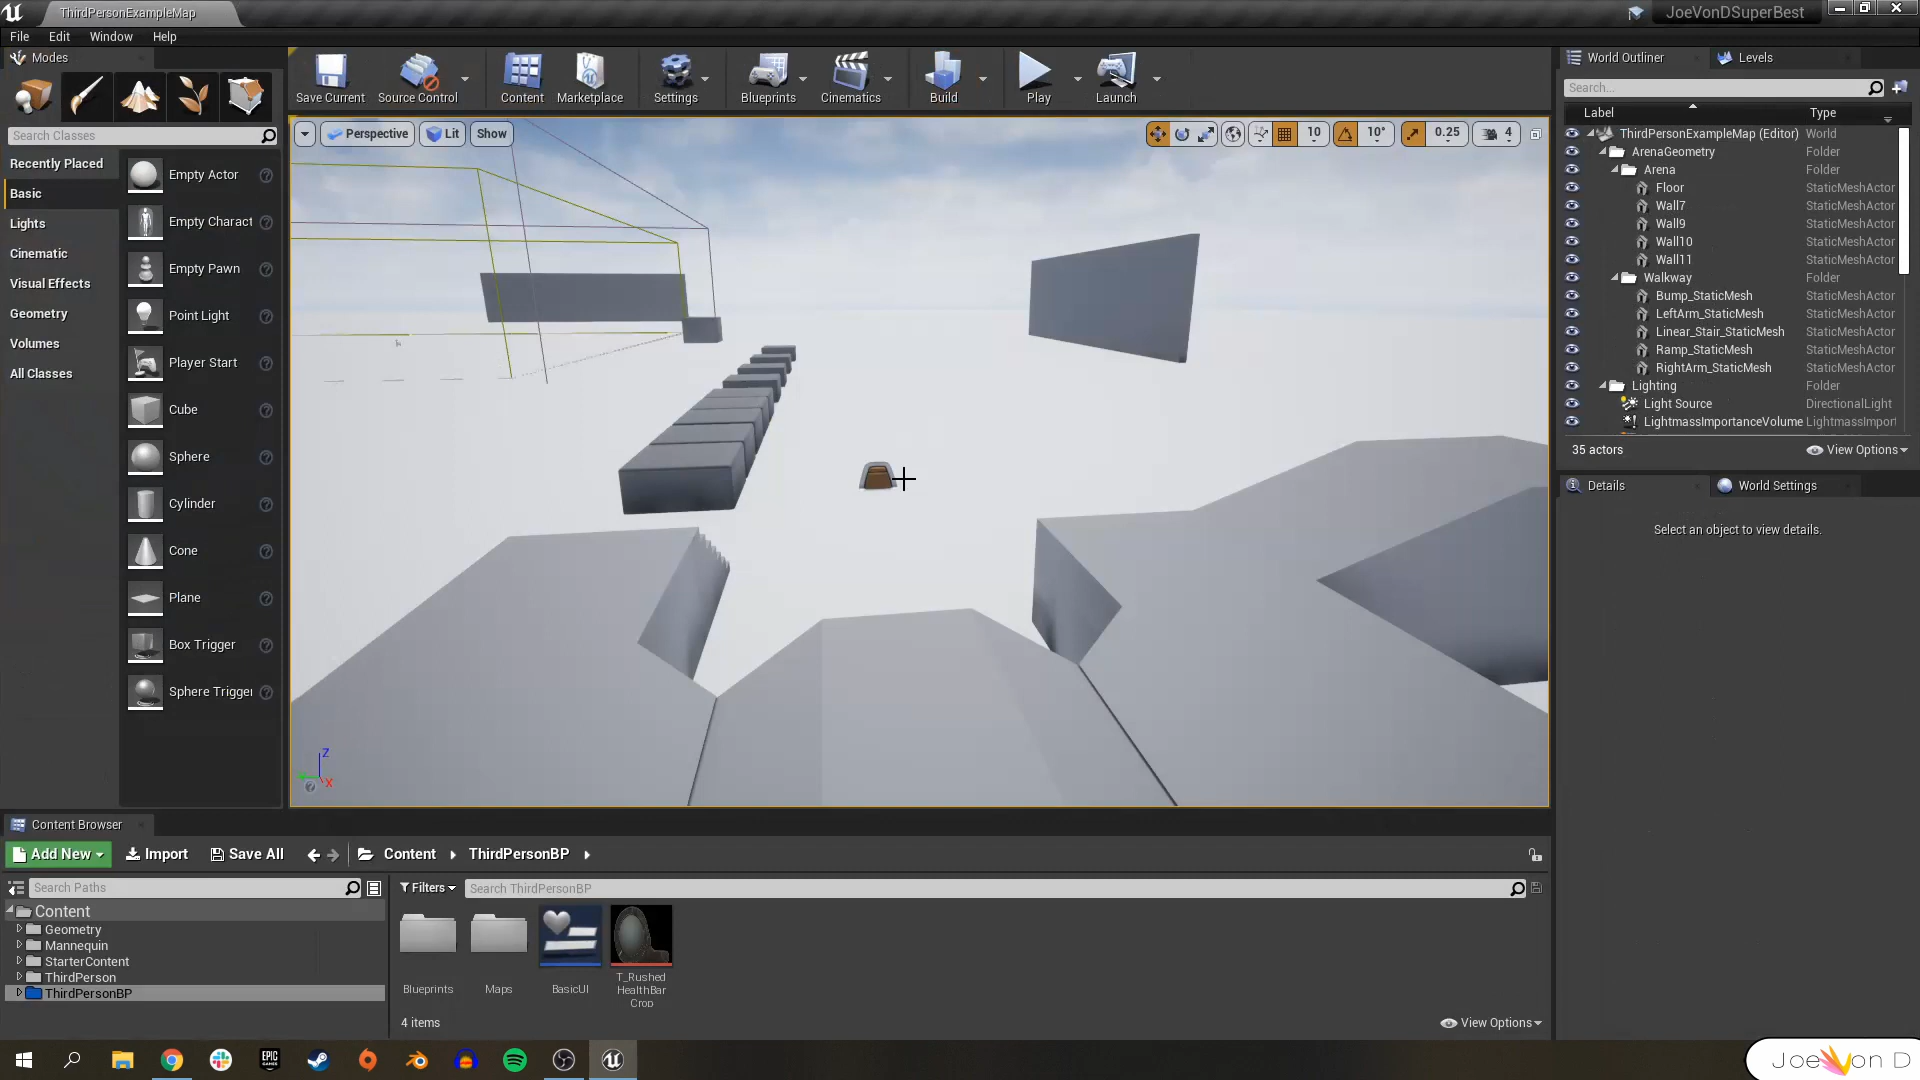 ThirdPersonExampleMap
JoeVonDSuperBest
File Edit Window Help
Modes
Search Classes
Recently Placed
Basic
Lights
Cinematic
Visual Effects
Geometry
Volumes
All Classes
Empty Actor
Empty Charact
Empty Pawn
Point Light
Player Start
Cube
Sphere
Cylinder
Cone
Plane
Box Trigger
Sphere Trigger
Save Current
Source Control
Content
Marketplace
Settings
Blueprints
Cinematics
Build
Play
Launch
Perspective
Lit
Show
10
10°
0.25
4
Z
X
World Outliner
Levels
Search...
Label Type
ThirdPersonExampleMap (Editor) World
ArenaGeometry Folder
Arena Folder
Floor StaticMeshActor
Wall7 StaticMeshActor
Wall9 StaticMeshActor
Wall10 StaticMeshActor
Wall11 StaticMeshActor
Walkway Folder
Bump_StaticMesh StaticMeshActor
LeftArm_StaticMesh StaticMeshActor
Linear_Stair_StaticMesh StaticMeshActor
Ramp_StaticMesh StaticMeshActor
RightArm_StaticMesh StaticMeshActor
Lighting Folder
Light Source DirectionalLight
LightmassImportanceVolume LightmassImport
35 actors
View Options
Details
World Settings
Select an object to view details.
Content Browser
Add New
Import
Save All
Content
ThirdPersonBP
Search Paths
Filters
Search ThirdPersonBP
Content
Geometry
Mannequin
StarterContent
ThirdPerson
ThirdPersonBP
Blueprints
Maps
BasicUI
T_Rushed
HealthBar
Crop
4 items
View Options
EPIC
GAMES
Joe Von D